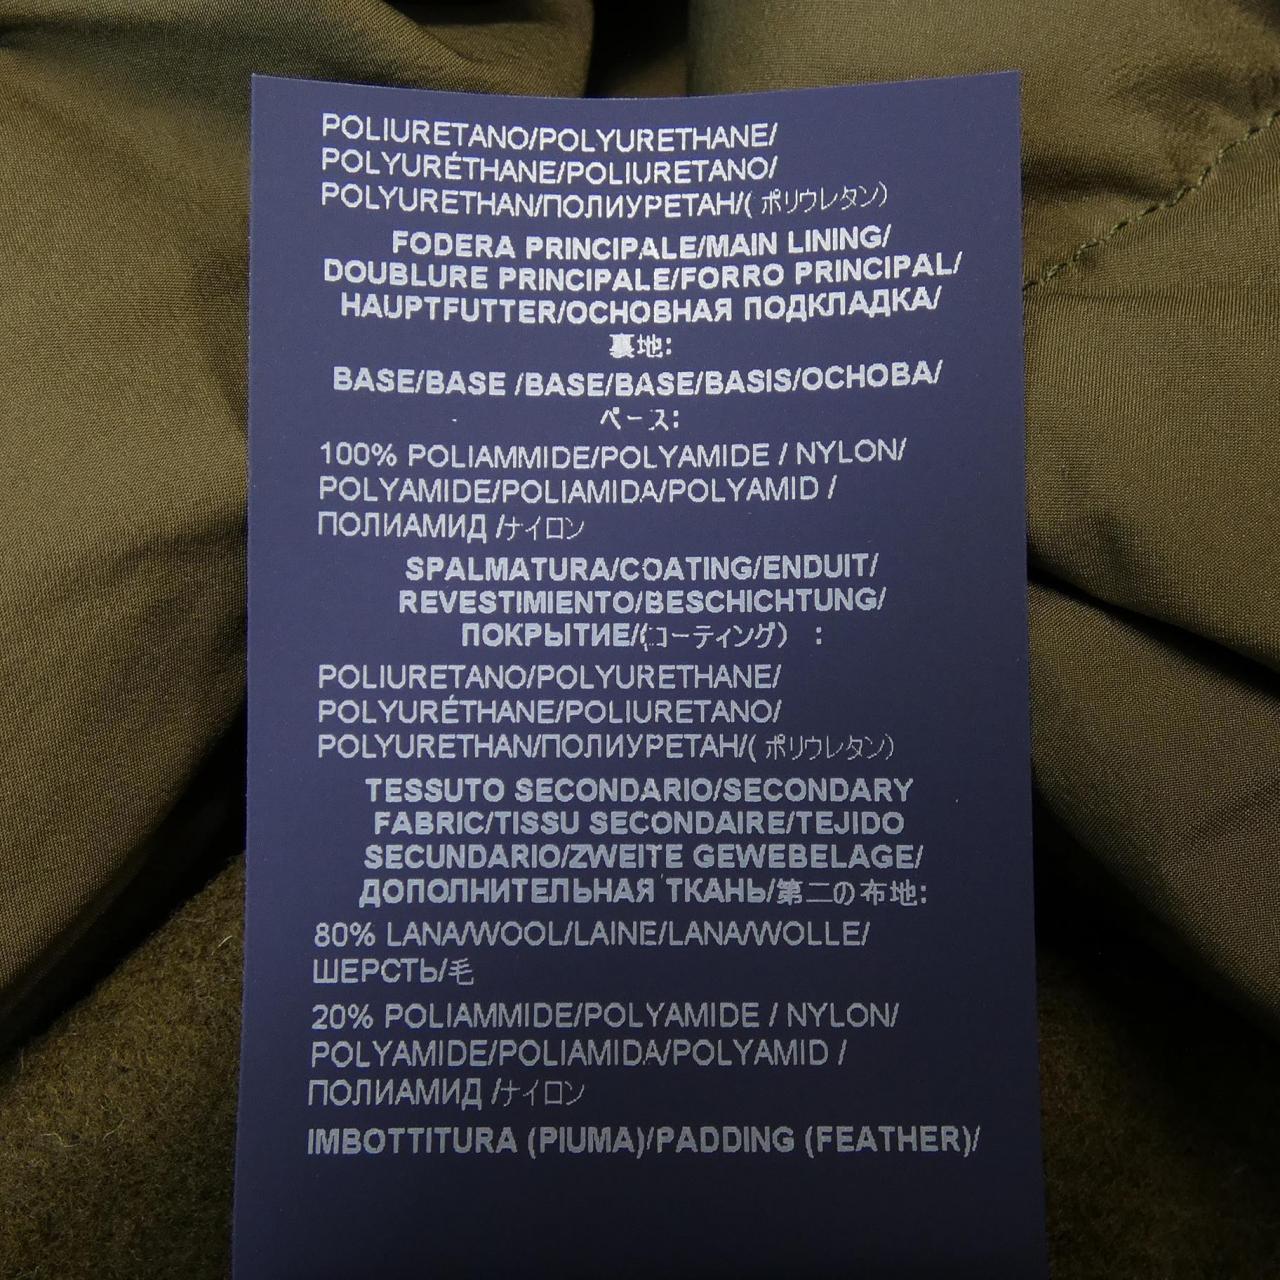 POLIURETANO/POLYURETHANE/
POLYURÉTHANE/POLIURETANO/
POLYURETHAN/ПОЛИУРЕТАН/(ポリウレタン)
FODERA PRINCIPALE/MAIN LINING/
DOUBLURE PRINCIPALE/FORRO PRINCIPAL/
HAUPTFUTTER/ОСНОВНАЯ ПОДКЛАДКА/
裏地:
BASE/BASE /BASE/BASE/BASIS/ОСНОВА/
ベース:
100% POLIAMMIDE/POLYAMIDE / NYLON/
POLYAMIDE/POLIAMIDA/POLYAMID /
ПОЛИАМИД /ナイロン
SPALMATURA/COATING/ENDUIT/
REVESTIMIENTO/BESCHICHTUNG/
ПОКРЫТИЕ/(コーティング) :
POLIURETANO/POLYURETHANE/
POLYURÉTHANE/POLIURETANO/
POLYURETHAN/ПОЛИУРЕТАН/(ポリウレタン)
TESSUTO SECONDARIO/SECONDARY
FABRIC/TISSU SECONDAIRE/TEJIDO
SECUNDARIO/ZWEITE GEWEBELAGE/
ДОПОЛНИТЕЛЬНАЯ ТКАНЬ/第二の布地:
80% LANA/WOOL/LAINE/LANA/WOLLE/
ШЕРСТЬ/毛
20% POLIAMMIDE/POLYAMIDE / NYLON/
POLYAMIDE/POLIAMIDA/POLYAMID /
ПОЛИАМИД /ナイロン
IMBOTTITURA (PIUMA)/PADDING (FEATHER)/